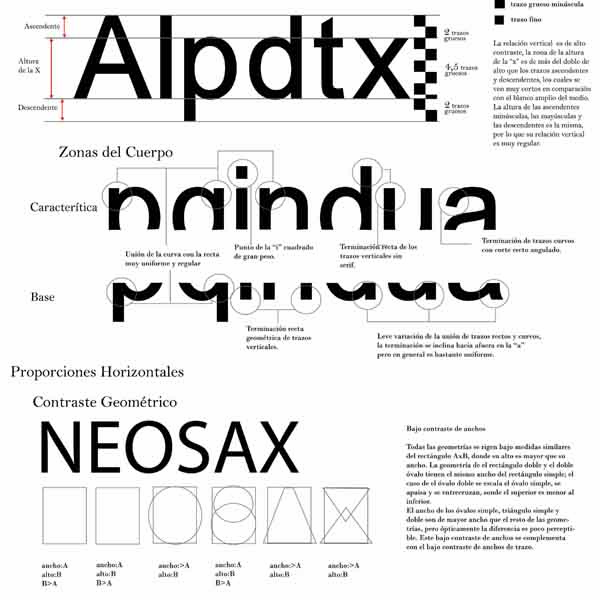 trazo grueso minúscula
trazo fino
Ascendente
Altura
de la X
Descendente
Alpdtx
2 trazos
gruesos
4,5 trazos
gruesos
2 trazos
gruesos
La relación vertical es de alto
contraste, la zona de la altura
de la "x" es de más del doble de
alto que los trazos ascendentes
y descendentes, los cuales se
ven muy cortos en comparación
con el blanco amplio del medio.
La altura de las ascendentes
minúsculas, las mayúsculas y
las descendentes es la misma,
por lo que su relación vertical
es muy regular.
Zonas del Cuerpo
Caracterítica
pqindua
Unión de la curva con la recta
muy uniforme y regular
Punto de la "i" cuadrado
de gran peso.
Terminación recta de los
trazos verticales sin
serif.
Terminación de trazos curvos
con corte recto angulado.
Base
pqindua
Terminación recta
geométrica de trazos
verticales.
Leve variación de la unión de trazos rectos y curvos,
la terminación se inclina hacia afuera en la "a"
pero en general es bastante uniforme.
Proporciones Horizontales
Contraste Geométrico
NEOSAX
ancho:A
alto:B
B>A
ancho:A
alto:B
B>A
ancho:>A
alto:B
ancho:A
alto:B
B>A
ancho:>A
alto:B
ancho:>A
alto:B
Bajo contraste de anchos
Todas las geometrías se rigen bajo medidas similares
del rectángulo AxB, donde su alto es mayor que su
ancho. La geometría de el rectángulo doble y el doble
óvalo tienen el mismo ancho del rectángulo simple; el
caso de el óvalo doble se escala el óvalo simple, se
apaisa y se entrecruzan, sonde el superior es menor al
inferior.
El ancho de los óvalos simple, triángulo simple y
doble son de mayor ancho que el resto de las geome-
trías, pero ópticamente la diferencia es poco percepti-
ble. Este bajo contraste de anchos se complementa
con el bajo contraste de anchos de trazo.